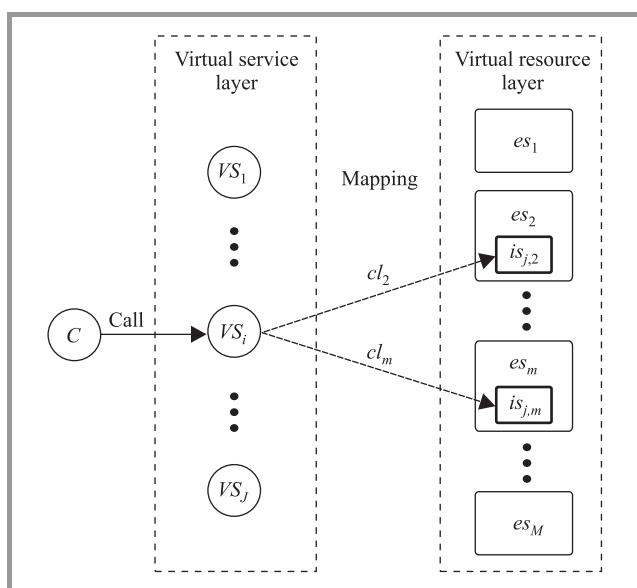 Virtual service
layer
Virtual resource
layer
es1
VS1
Mapping
es2
isj,2
cl2
Call
C
VSi
clm
esm
isj,m
VSJ
esM